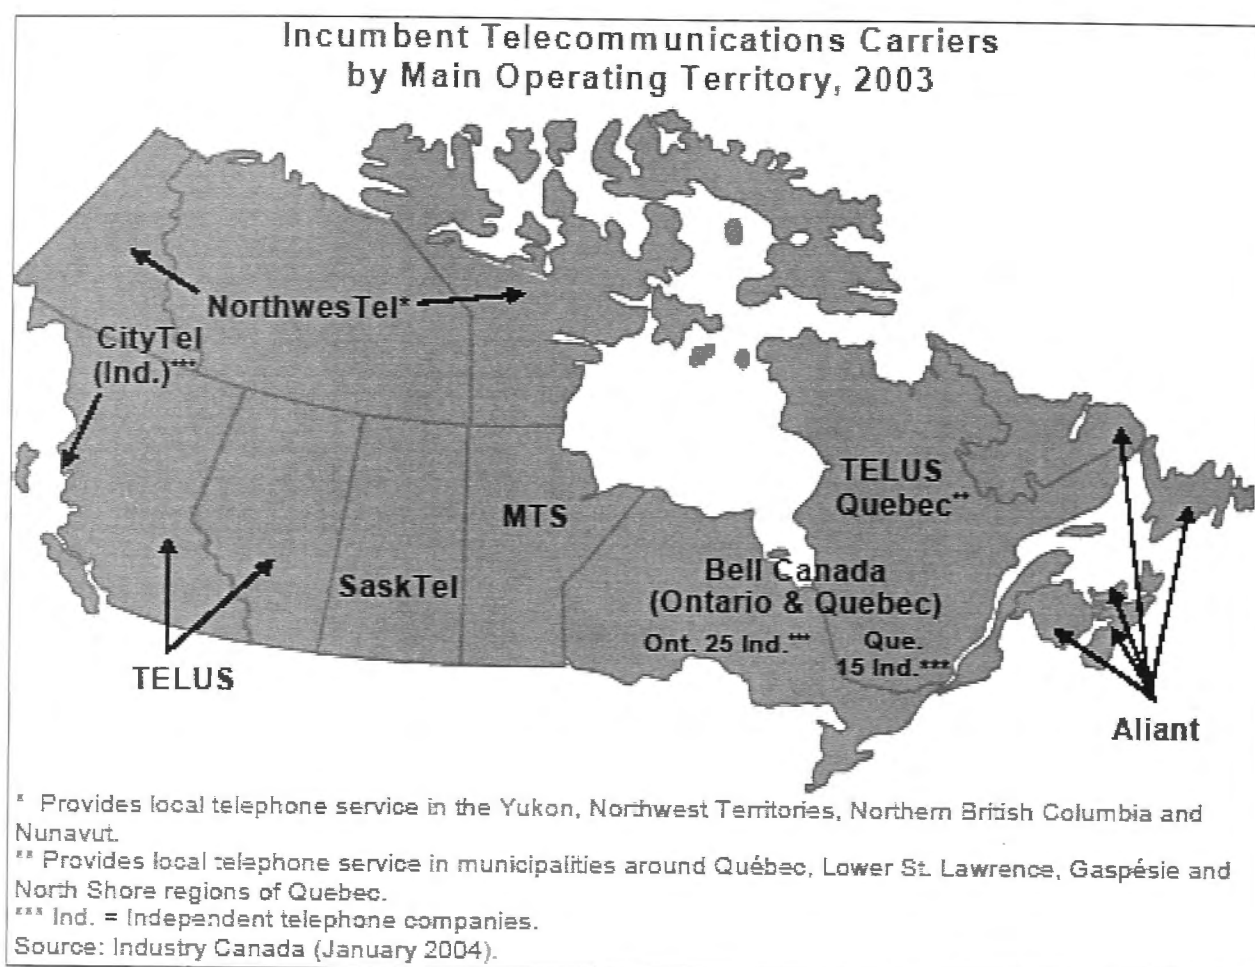 Incumbent Telecommunications Carriers
by Main Operating Territory, 2003
NorthwesTel*
CityTel
(Ind.)***
TELUS
Quebec**
MTS
Bell Canada
(Ontario & Quebec)
SaskTel
Ont. 25 Ind.***
Que.
15 Ind.***
TELUS
Aliant
* Provides local telephone service in the Yukon, Northwest Territories, Northern British Columbia and
Nunavut.
** Provides local telephone service in municipalities around Québec, Lower St. Lawrence, Gaspésie and
North Shore regions of Quebec.
*** Ind. = Independent telephone companies.
Source: Industry Canada (January 2004).